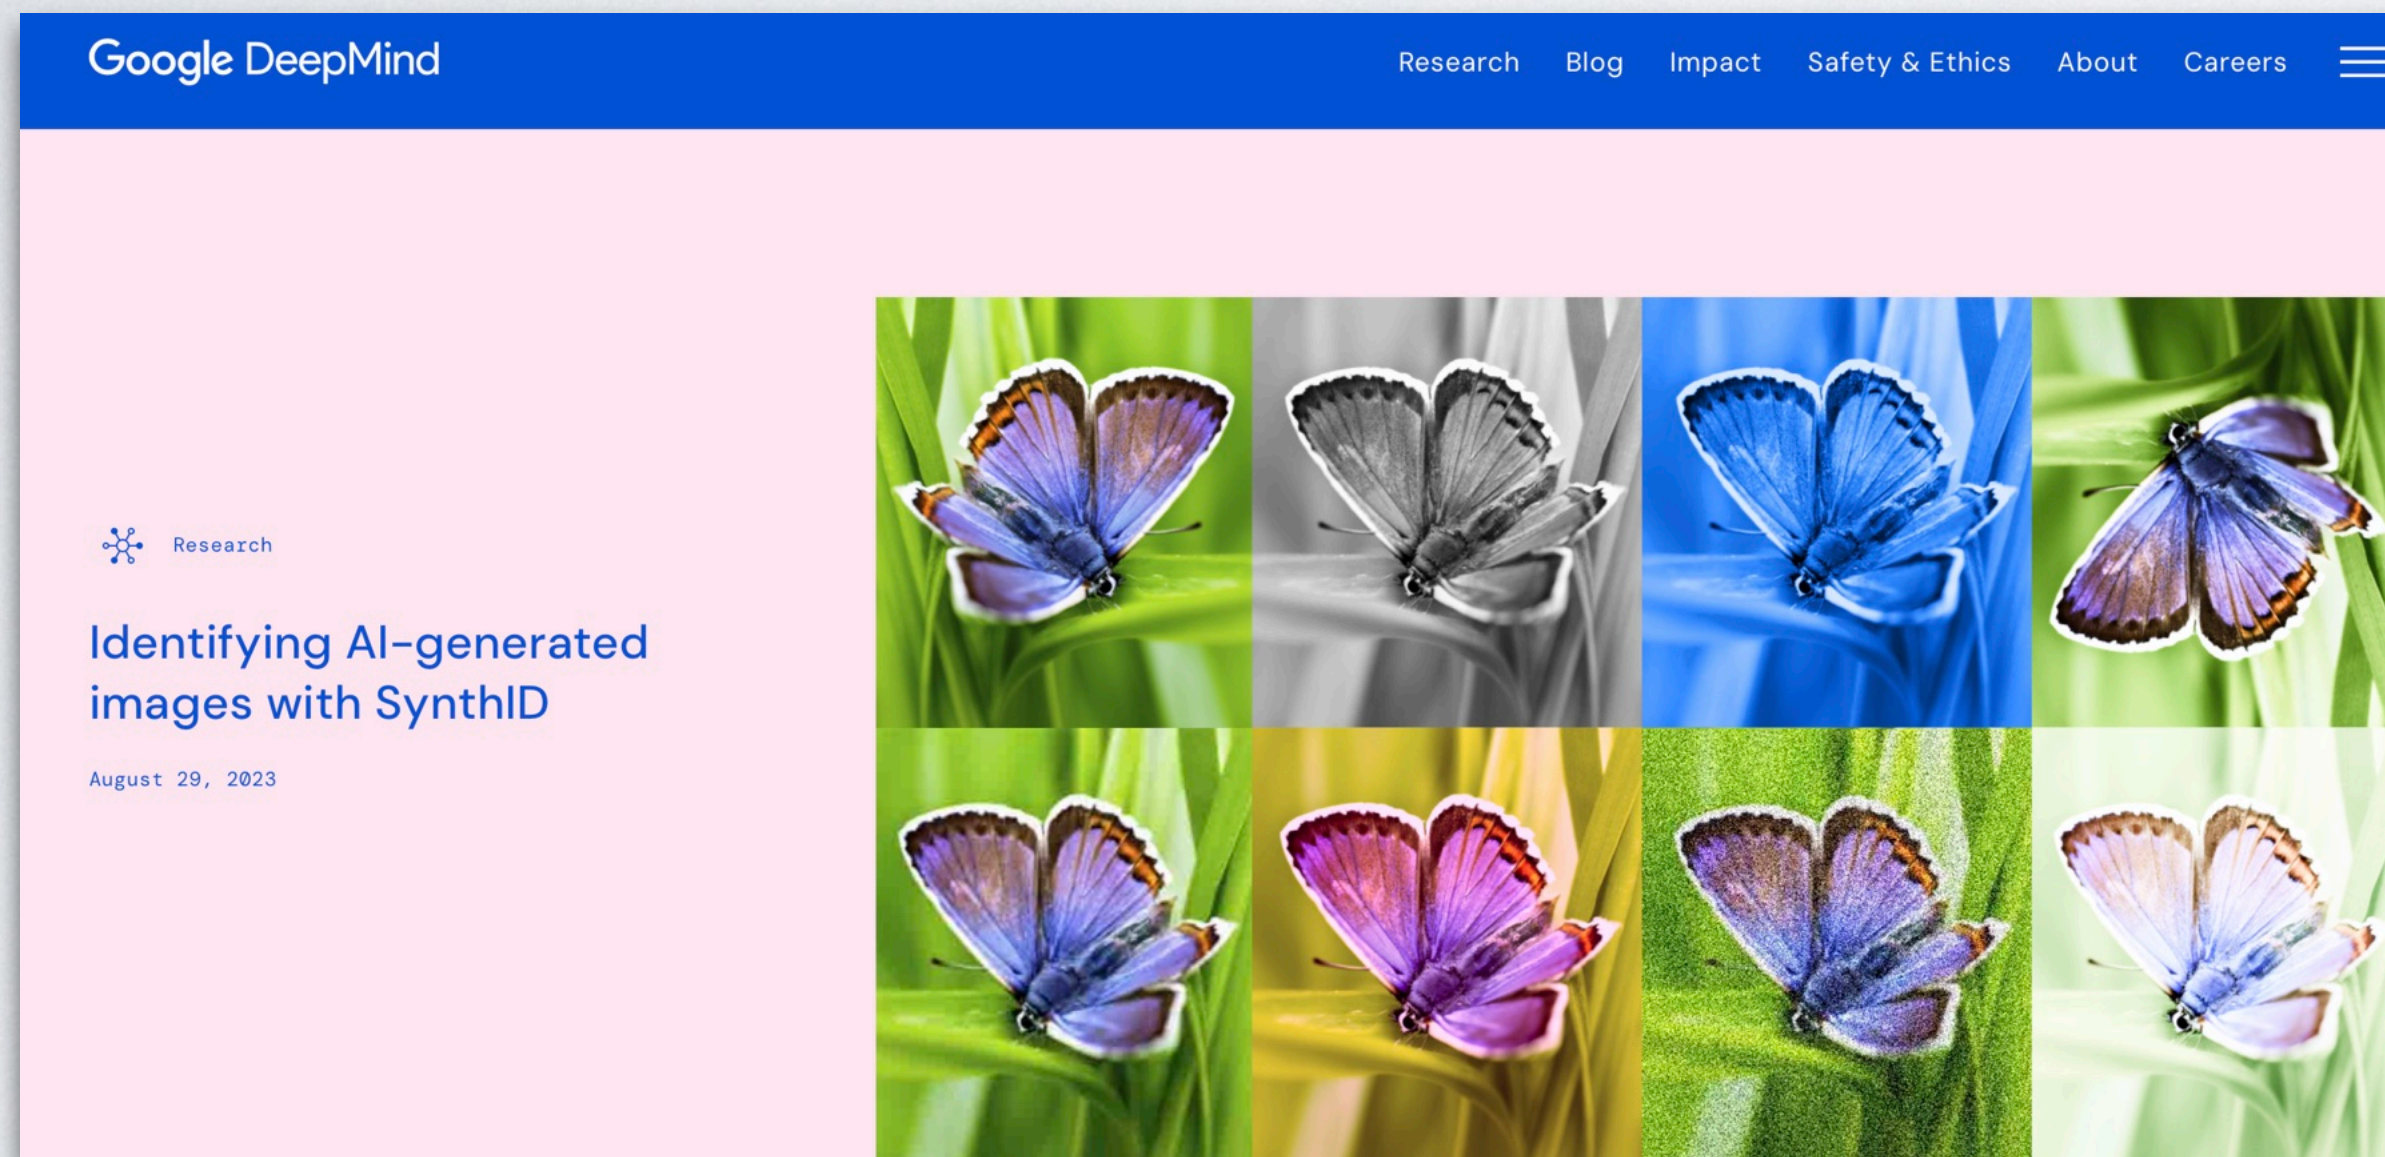 Google DeepMind
Research Blog Impact Safety & Ethics About Careers
Research
Identifying AI-generated
images with SynthID
August 29, 2023